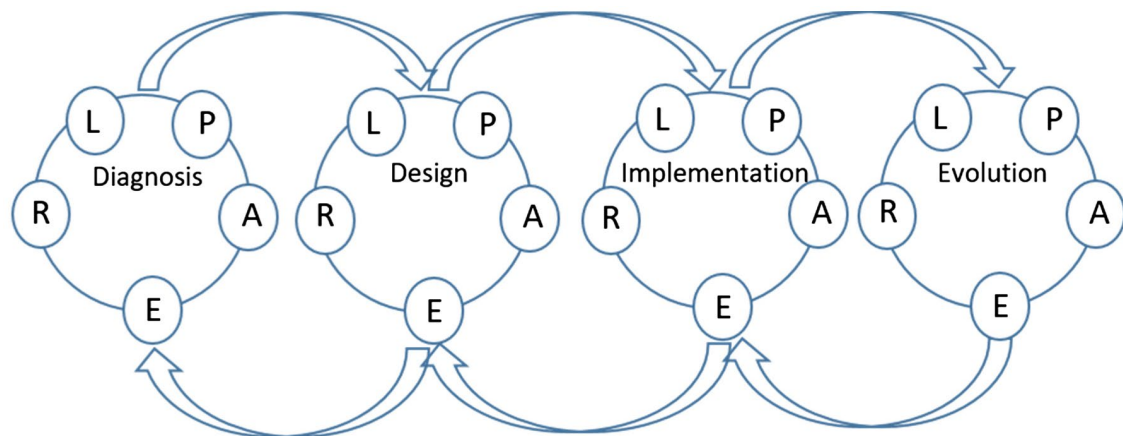 L P L P L P L P
Diagnosis Design Implementation Evolution
R A R A R A R A
E E E E